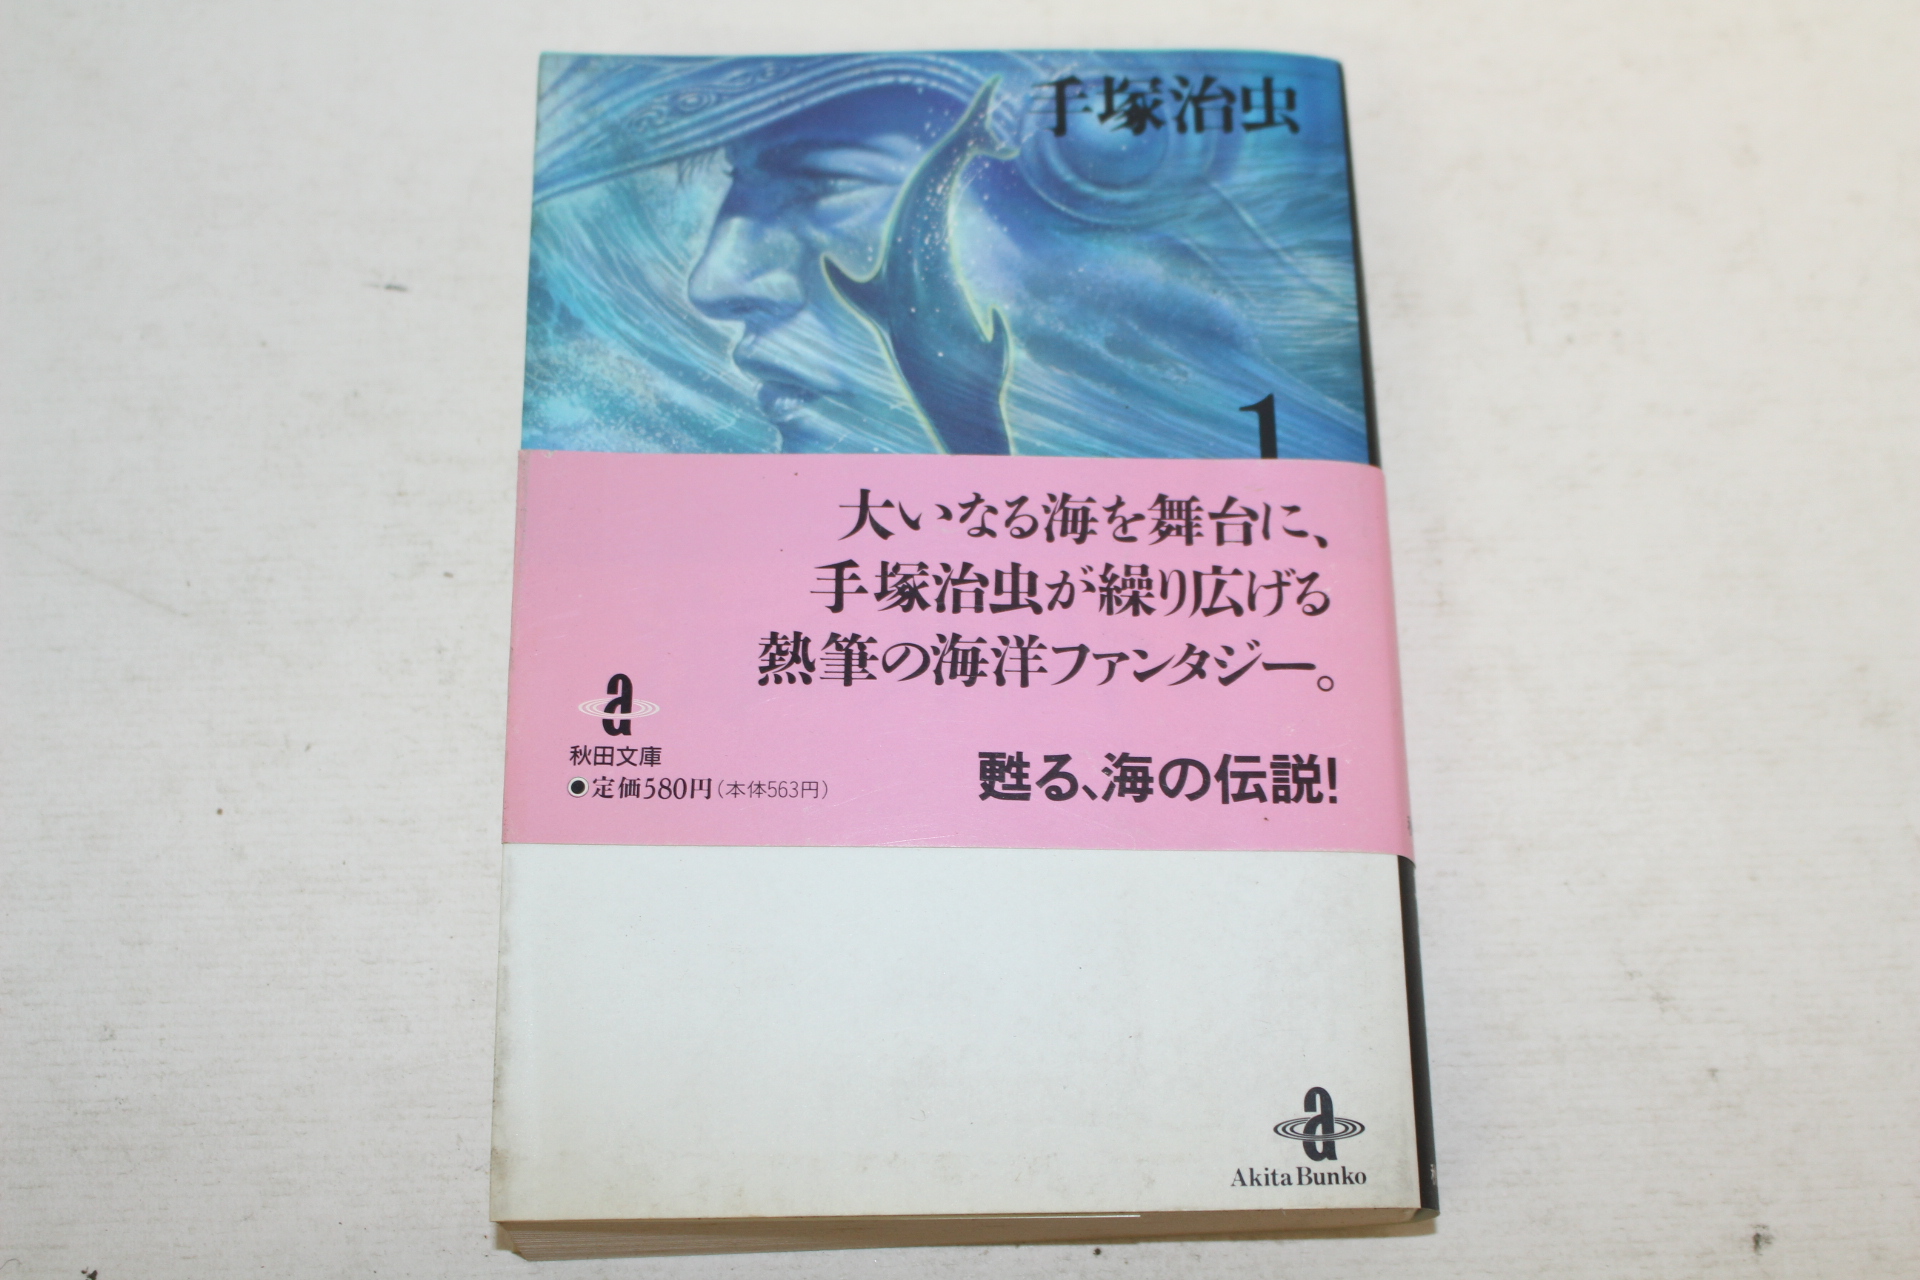 手塚治虫
1
大いなる海を舞台に、
手塚治虫が繰り広げる
熱筆の海洋ファンタジー。
a
秋田文庫
●定価580円（本体563円）
甦る、海の伝説！
a
Akita Bunko